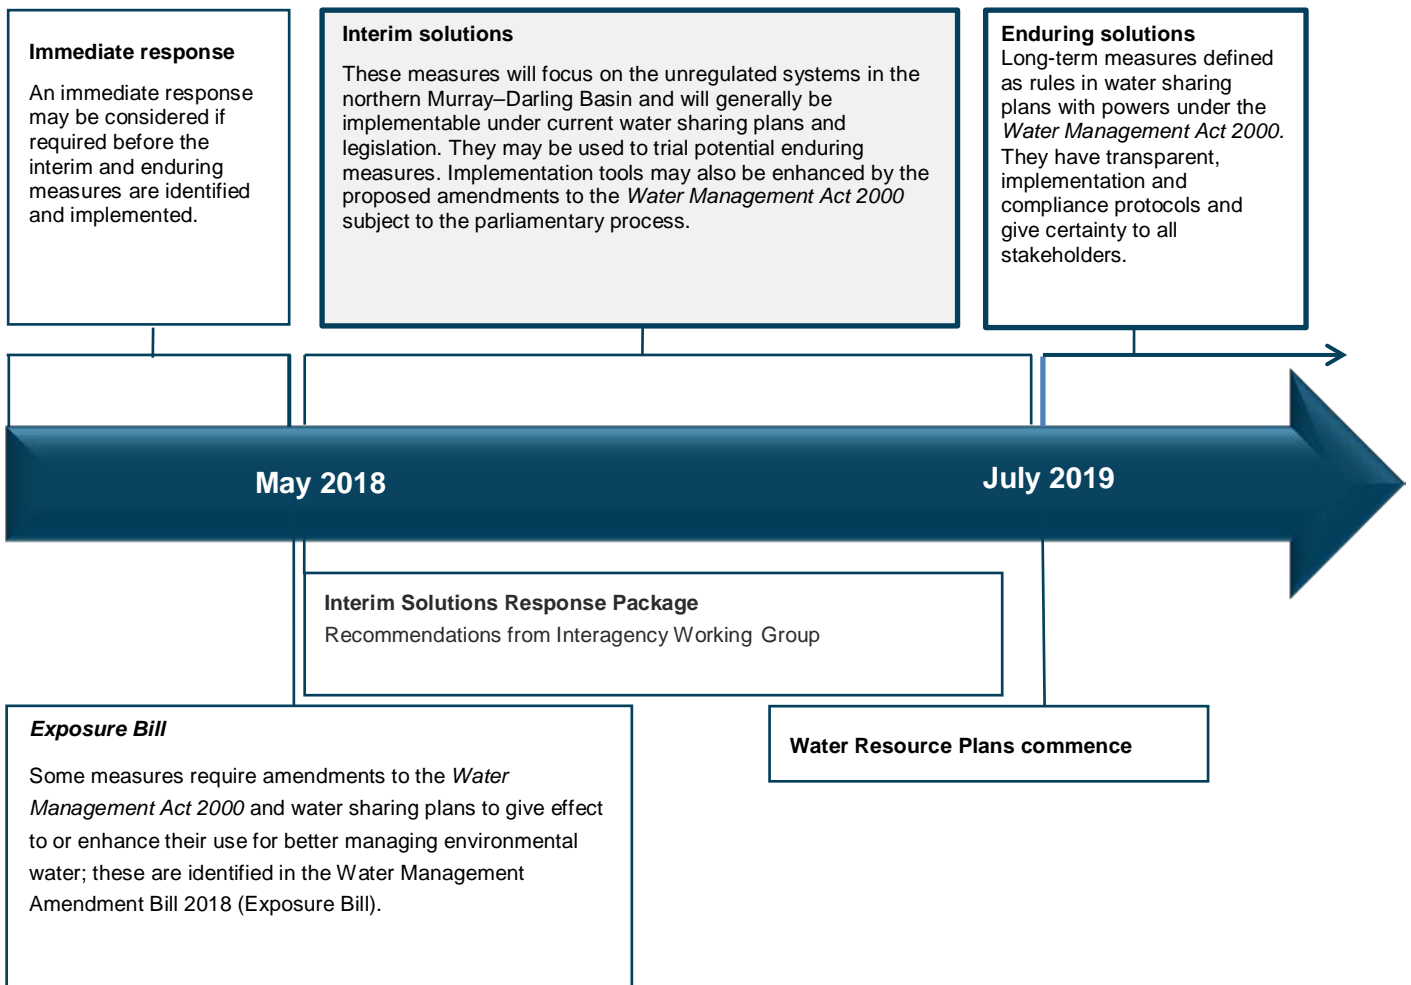 Immediate response
An immediate response
may be considered if
required before the
interim and enduring
measures are identified
and implemented.
Interim solutions
These measures will focus on the unregulated systems in the
northern Murray–Darling Basin and will generally be
implementable under current water sharing plans and
legislation. They may be used to trial potential enduring
measures. Implementation tools may also be enhanced by the
proposed amendments to the Water Management Act 2000
subject to the parliamentary process.
Enduring solutions
Long-term measures defined
as rules in water sharing
plans with powers under the
Water Management Act 2000.
They have transparent,
implementation and
compliance protocols and
give certainty to all
stakeholders.
May 2018
July 2019
Interim Solutions Response Package
Recommendations from Interagency Working Group
Exposure Bill
Some measures require amendments to the Water
Management Act 2000 and water sharing plans to give effect
to or enhance their use for better managing environmental
water; these are identified in the Water Management
Amendment Bill 2018 (Exposure Bill).
Water Resource Plans commence